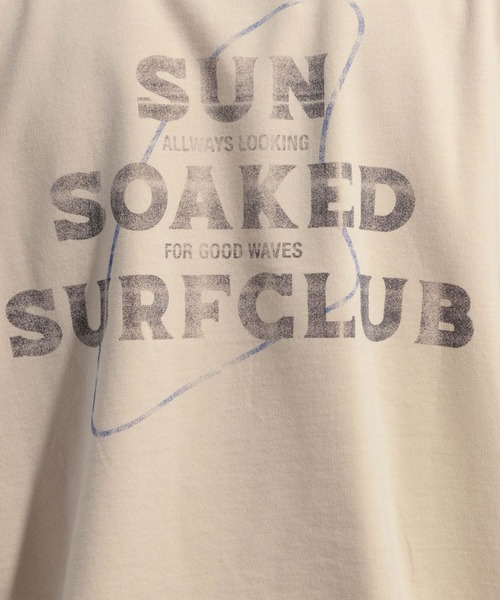 SUN
ALLWAYS LOOKING
SOAKED
FOR GOOD WAVES
SURFCLUB